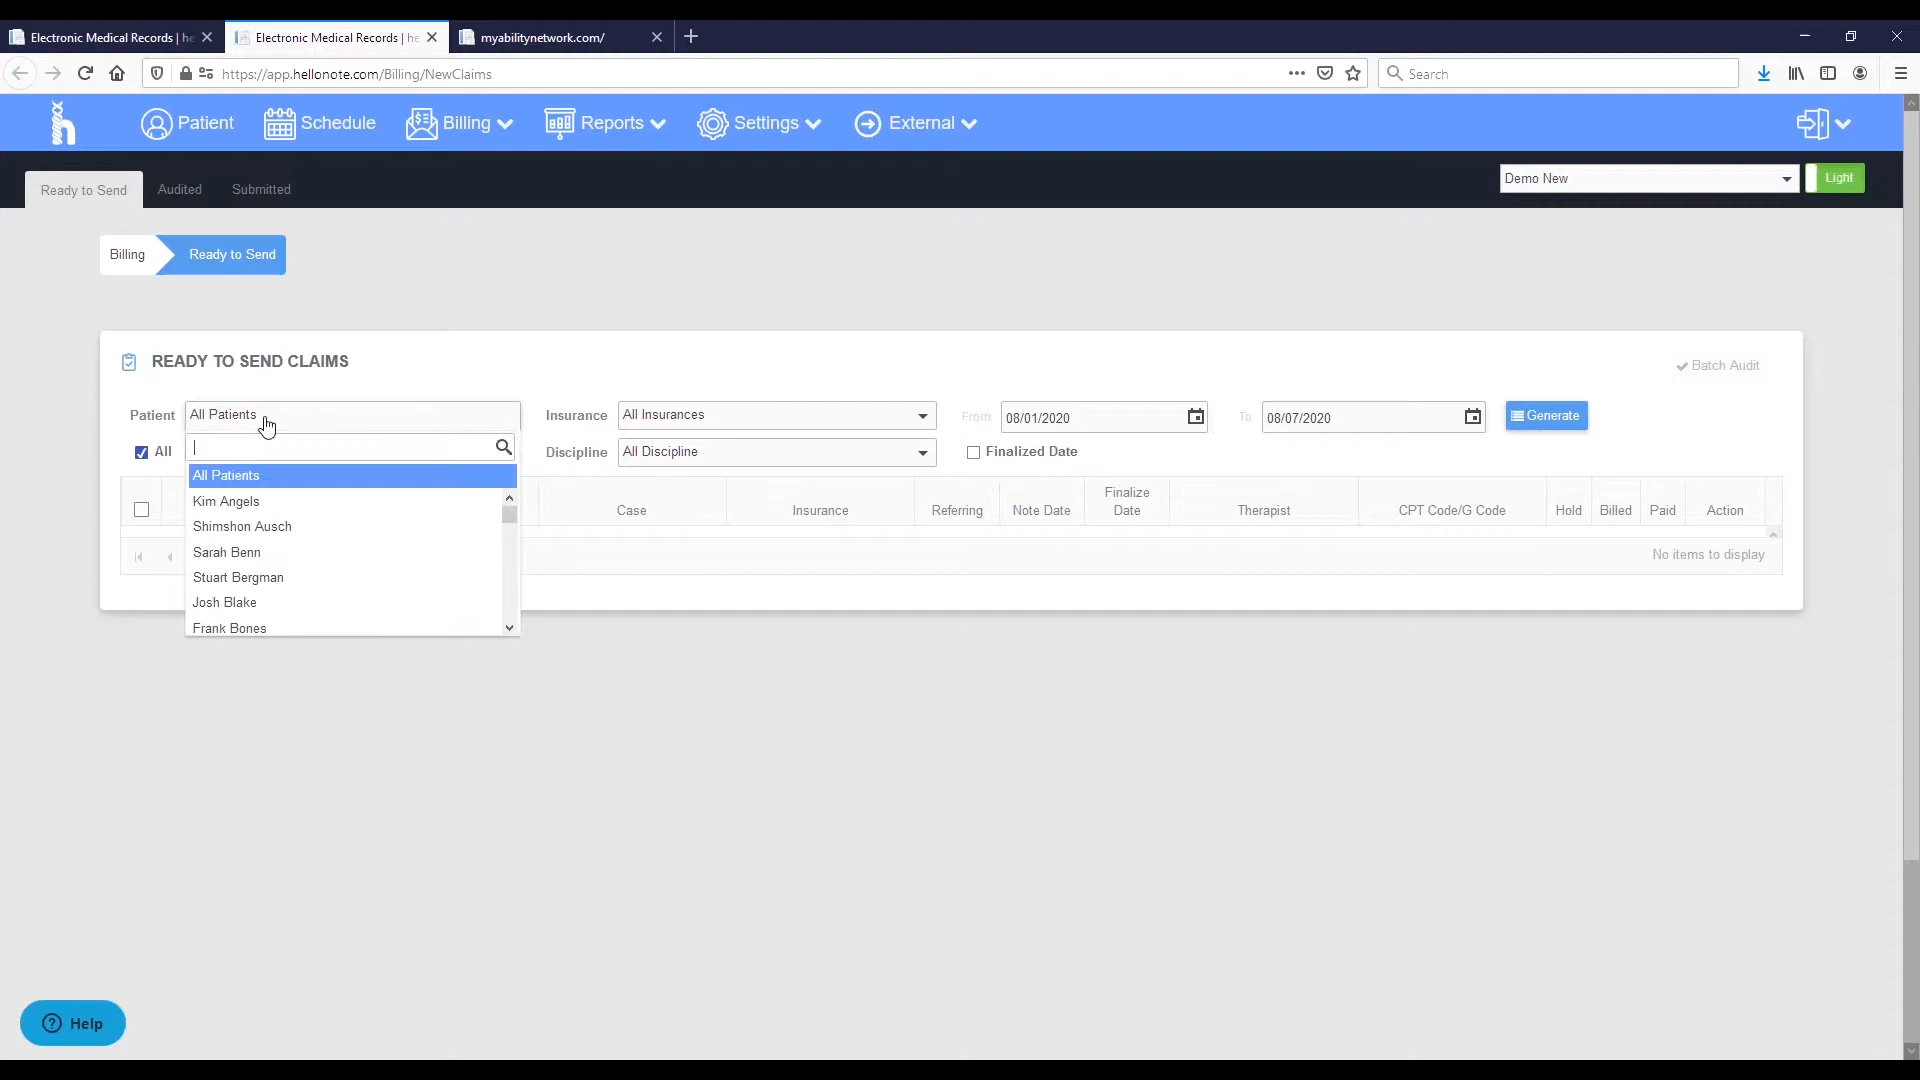 Electronic Medical Records | he
Electronic Medical Records | he
myabilitynetwork.com/
https://app.hellonote.com/Billing/NewClaims
Search
Patient
Schedule
Billing
Reports
Settings
External
Ready to Send
Audited
Submitted
Demo New
Light
Billing
Ready to Send
READY TO SEND CLAIMS
Batch Audit
Patient
All Patients
Insurance
All Insurances
From
08/01/2020
To
08/07/2020
Generate
All
Discipline
All Discipline
Finalized Date
All Patients
Kim Angels
Shimshon Ausch
Sarah Benn
Stuart Bergman
Josh Blake
Frank Bones
Case
Insurance
Referring
Note Date
Finalize
Date
Therapist
CPT Code/G Code
Hold
Billed
Paid
Action
No items to display
Help